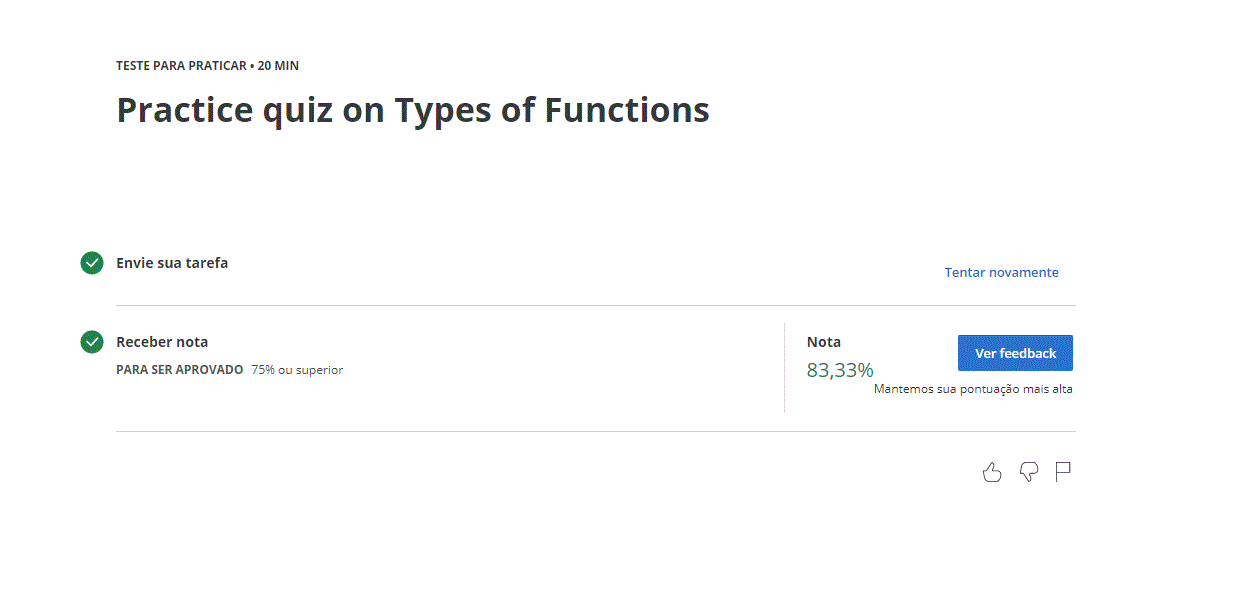 TESTE PARA PRATICAR • 20 MIN
Practice quiz on Types of Functions
Envie sua tarefa
Tentar novamente
Receber nota
PARA SER APROVADO 75% ou superior
Nota
83,33%
Ver feedback
Mantemos sua pontuação mais alta